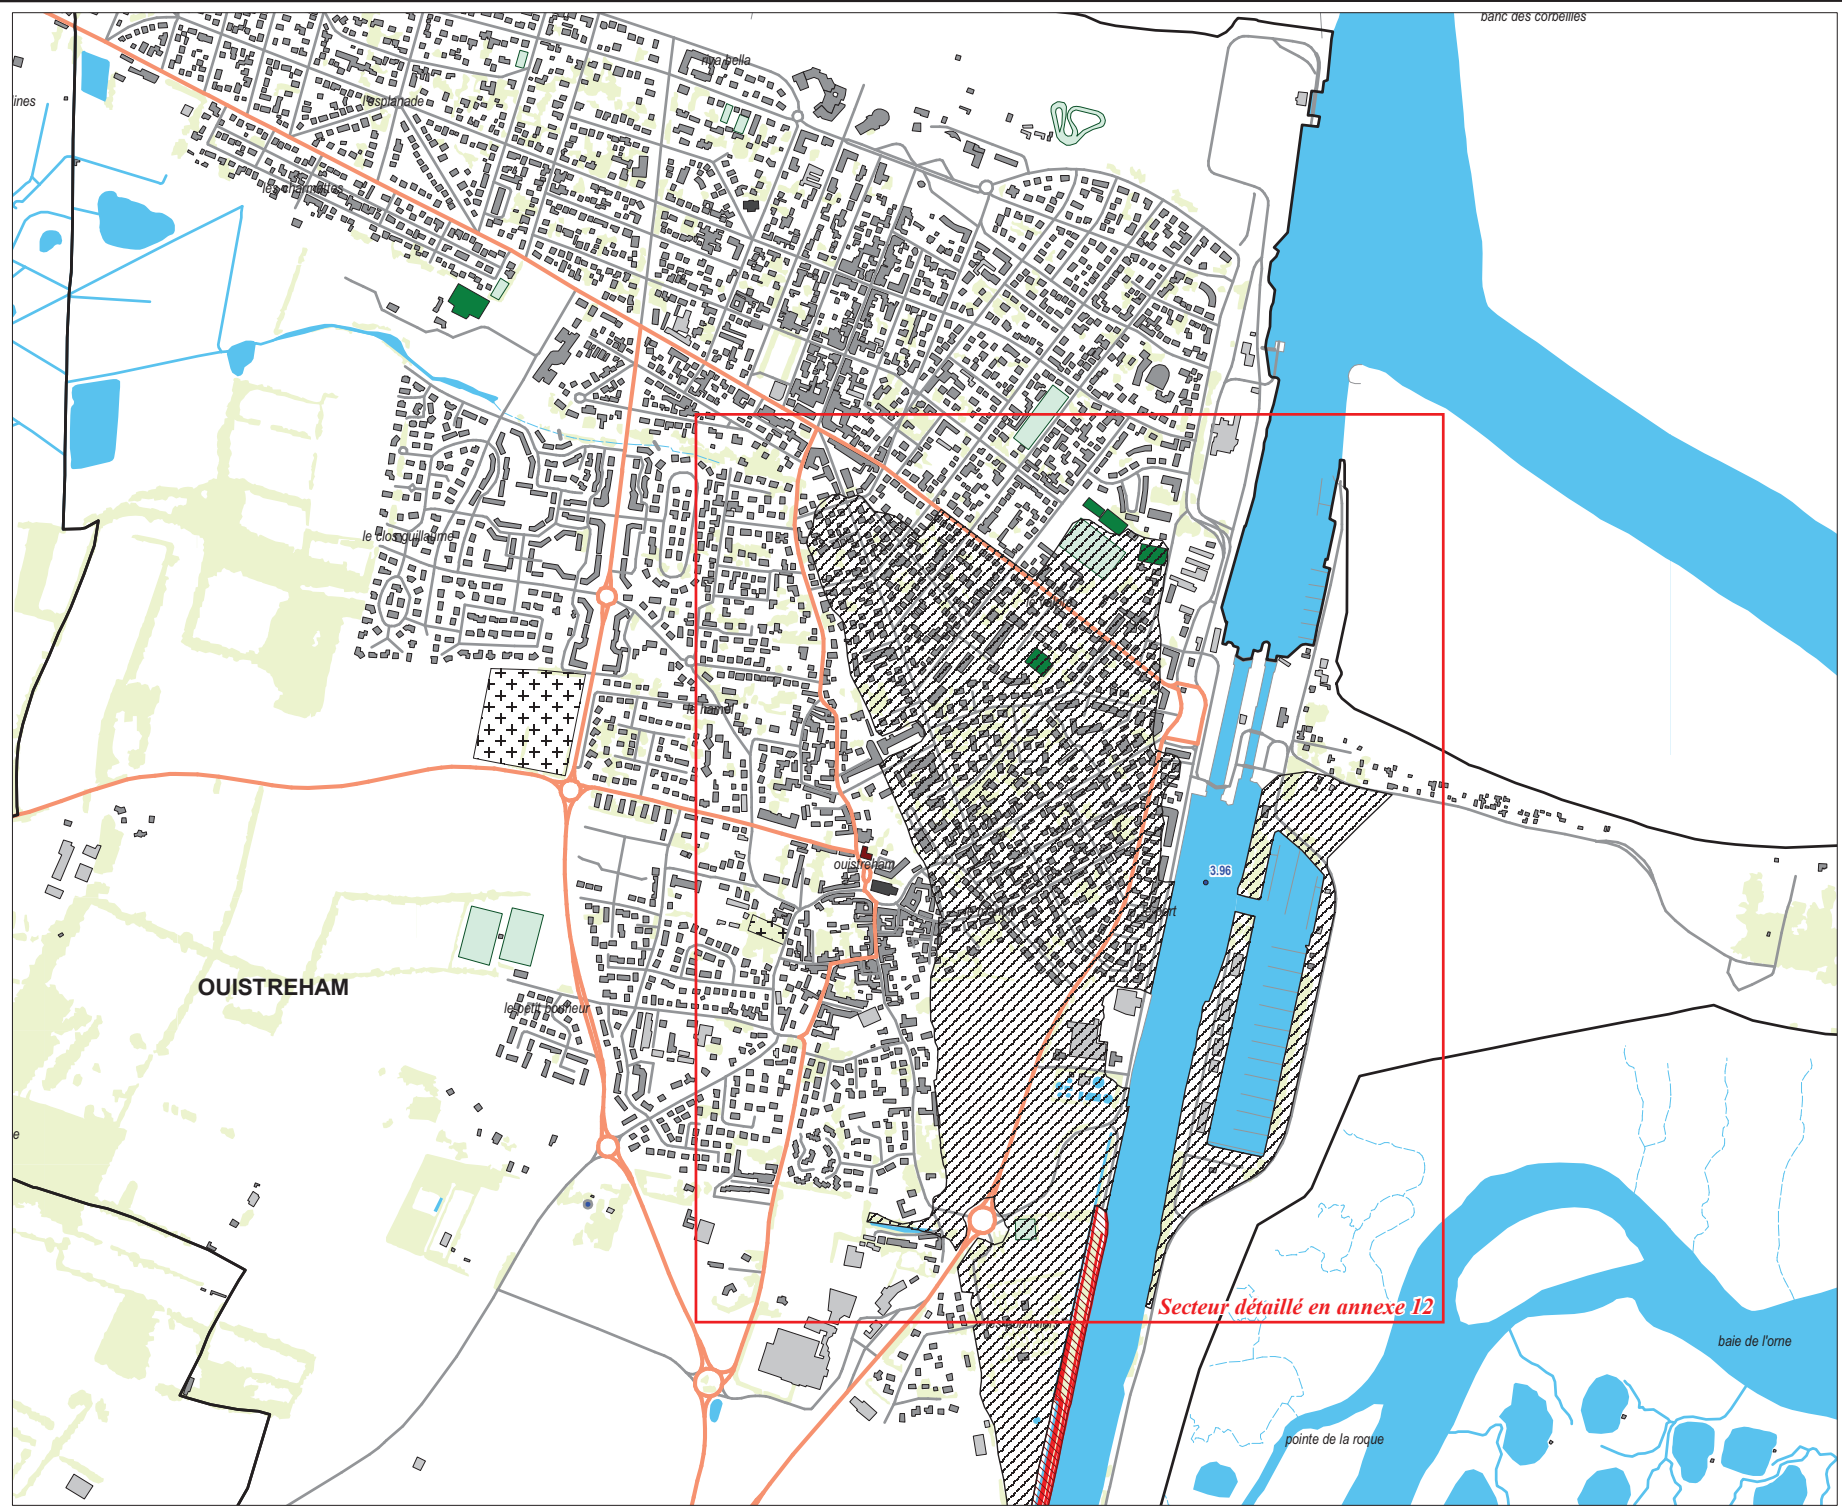 banc des corbeilles
riva bella
l'esplanade
lines
les charmettes
le clos guillaume
le hamel
ouistreham
3.96
port
OUISTREHAM
le petit bonheur
e
Secteur détaillé en annexe 12
baie de l'orne
pointe de la roque